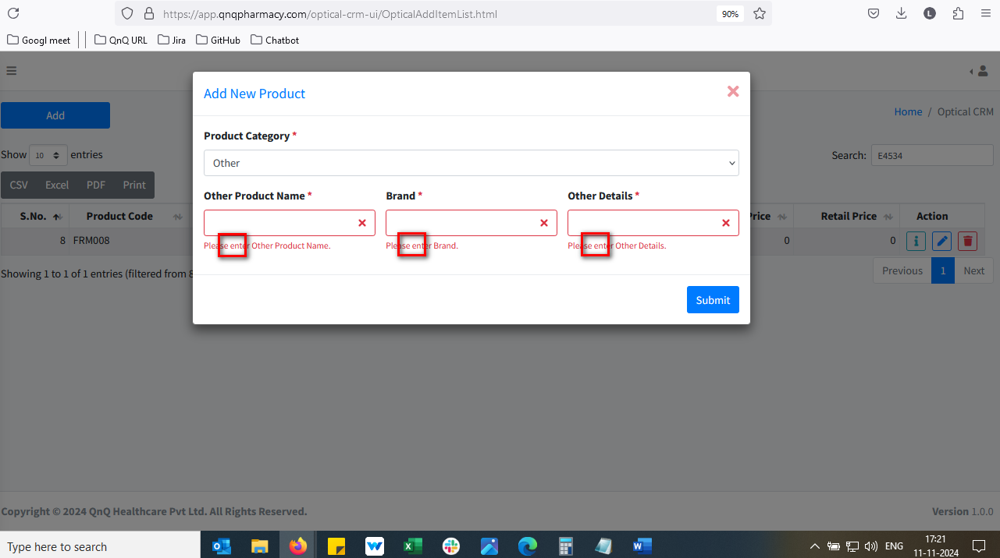 https://app.qnqpharmacy.com/optical-crm-ui/OpticalAddItemList.html
90%
L
Googl meet
QnQ URL
Jira
GitHub
Chatbot
Add New Product
Add
Home / Optical CRM
Product Category *
Show 10 entries
Search: E4534
Other
CSV Excel PDF Print
Other Product Name * Brand * Other Details *
S.No. Product Code Price Retail Price Action
8 FRM008 0 0
Please enter Other Product Name. Please enter Brand. Please enter Other Details.
Showing 1 to 1 of 1 entries (filtered from 8
Previous 1 Next
Submit
Copyright © 2024 QnQ Healthcare Pvt Ltd. All Rights Reserved.
Version 1.0.0
Type here to search
ENG
17:21
11-11-2024